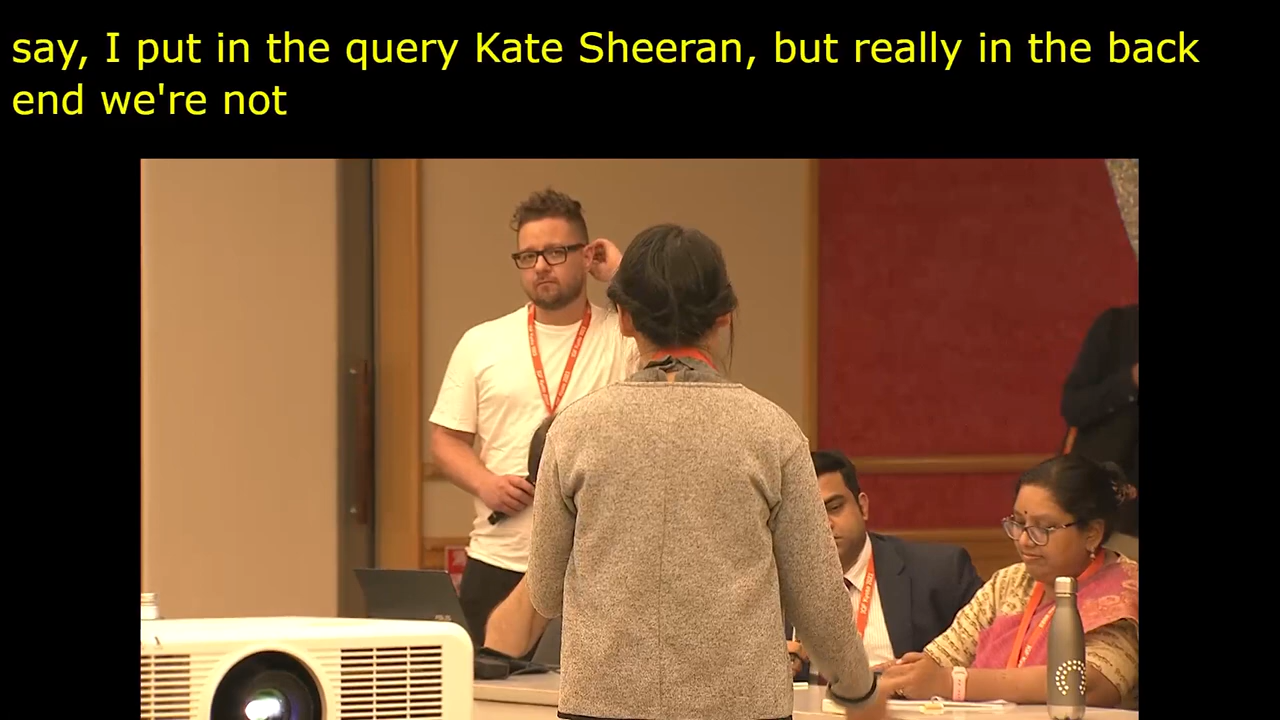 say, I put in the query Kate Sheeran, but really in the back
end we're not